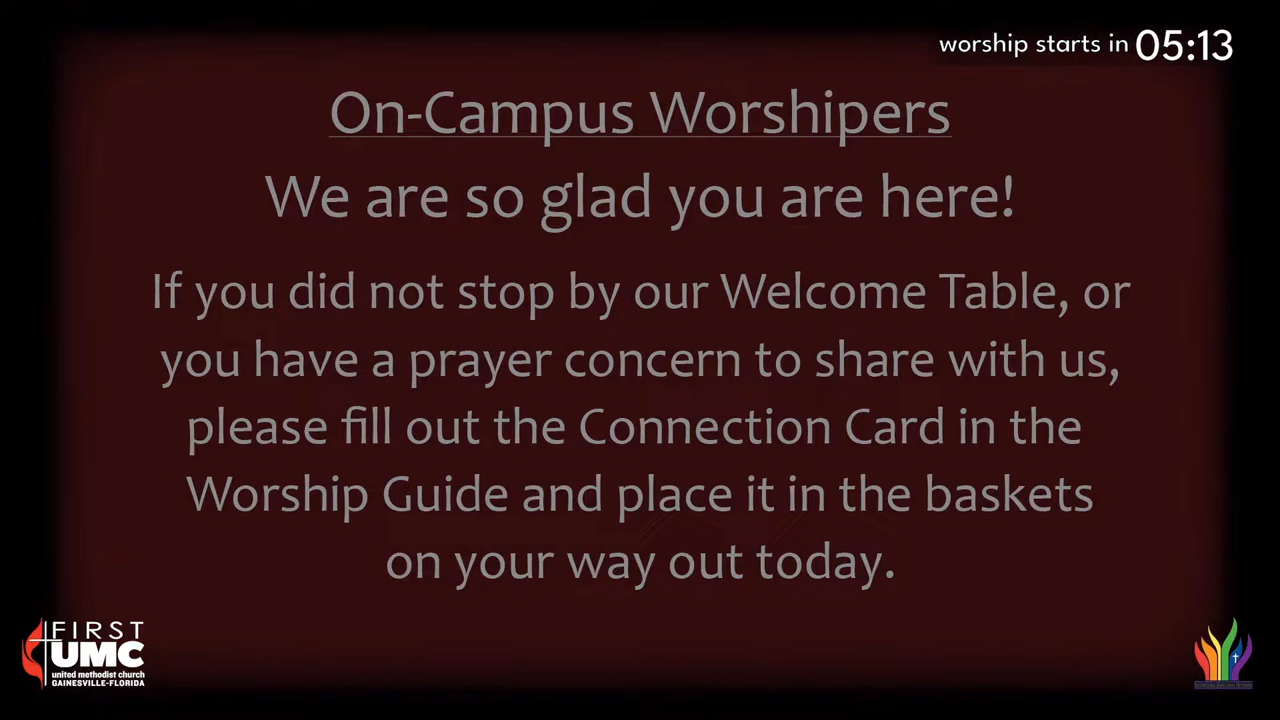 worship starts in 05:13
On-Campus Worshipers
We are so glad you are here!
If you did not stop by our Welcome Table, or
you have a prayer concern to share with us,
please fill out the Connection Card in the
Worship Guide and place it in the baskets
on your way out today.
FIRST
UMC
united methodist church
GAINESVILLE-FLORIDA